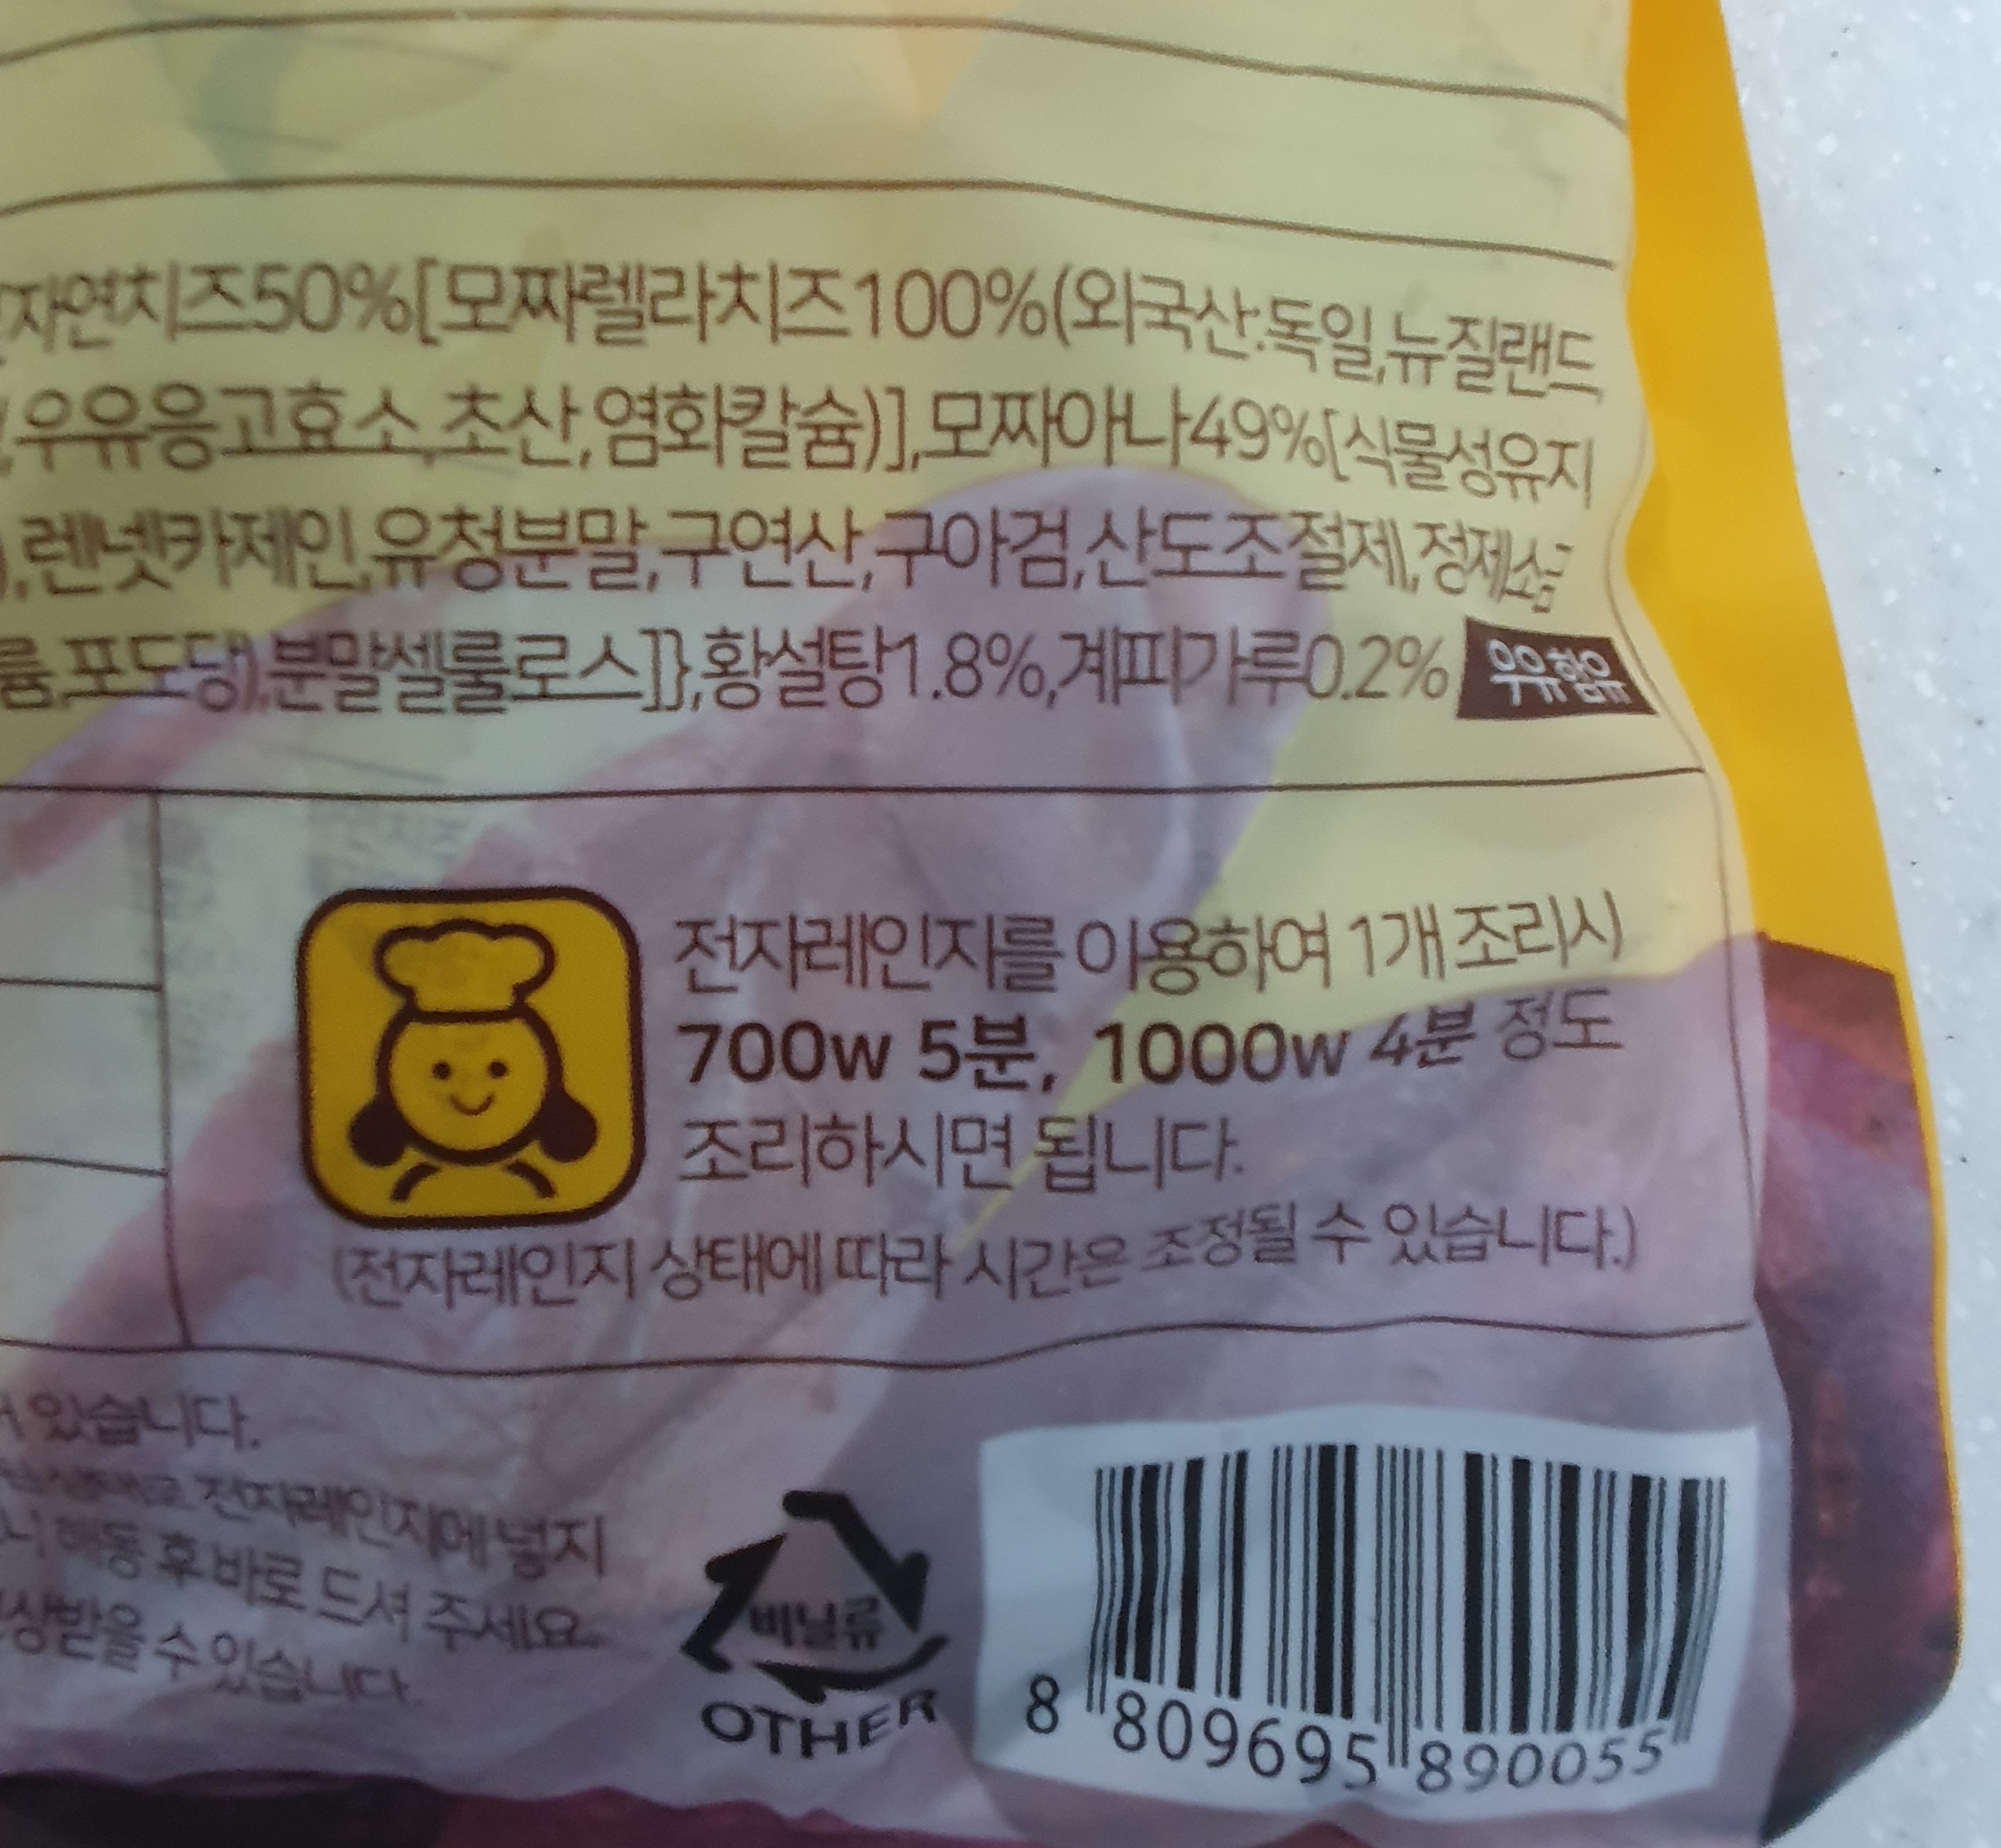 자연치즈50%[모짜렐라치즈100%(외국산:독일,뉴질랜드
,우유응고효소,초산,염화칼슘)],모짜아나49%[식물성유지
),렌넷카제인,유청분말,구연산,구아검,산도조절제,정제소금
륨,포도당),분말셀룰로스]]},황설탕1.8%,계피가루0.2% 우유함유
전자레인지를 이용하여 1개 조리시
700w 5분, 1000w 4분 정도
조리하시면 됩니다.
(전자레인지 상태에 따라 시간은 조정될 수 있습니다.)
있습니다.
전자레인지에 넣지
해동 후 바로 드셔 주세요.
상받을 수 있습니다.
비닐류
OTHER
8 809695 890055